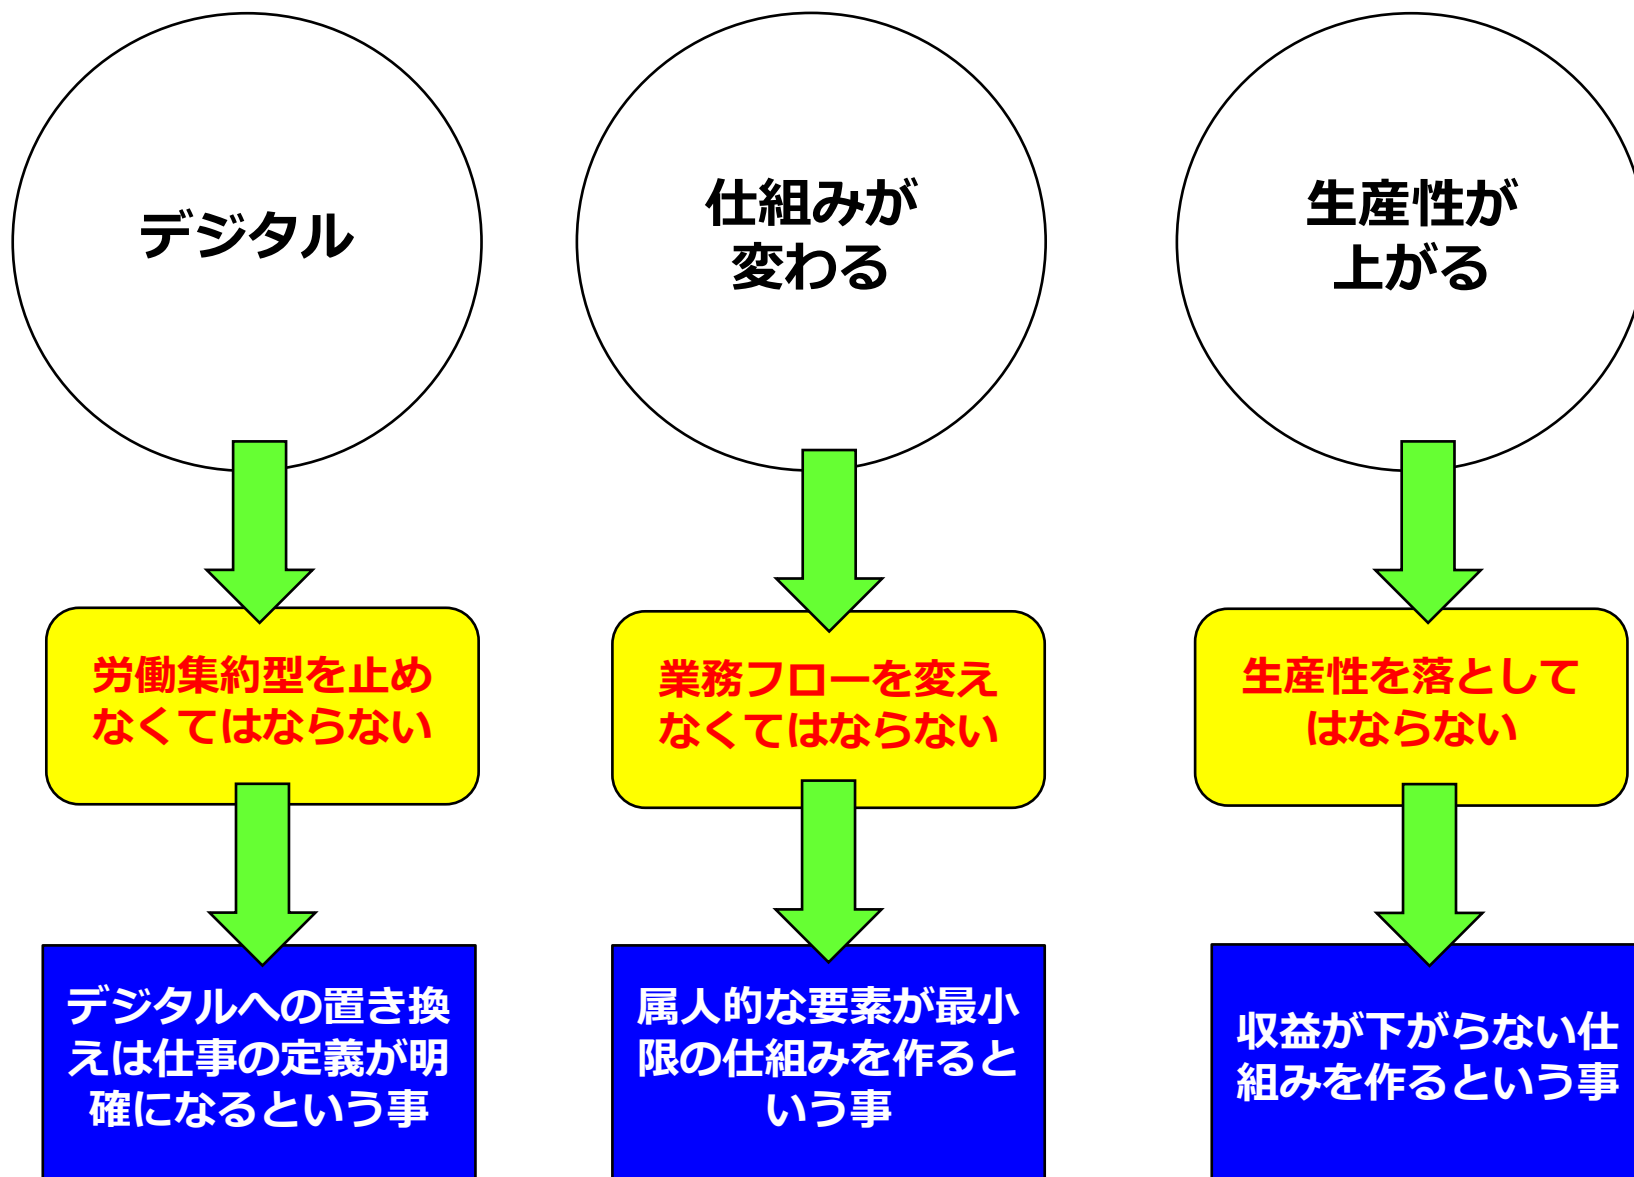 デジタル
仕組みが
変わる
生産性が
上がる
労働集約型を止め
なくてはならない
業務フローを変え
なくてはならない
生産性を落として
はならない
デジタルへの置き換
えは仕事の定義が明
確になるという事
属人的な要素が最小
限の仕組みを作ると
いう事
収益が下がらない仕
組みを作るという事